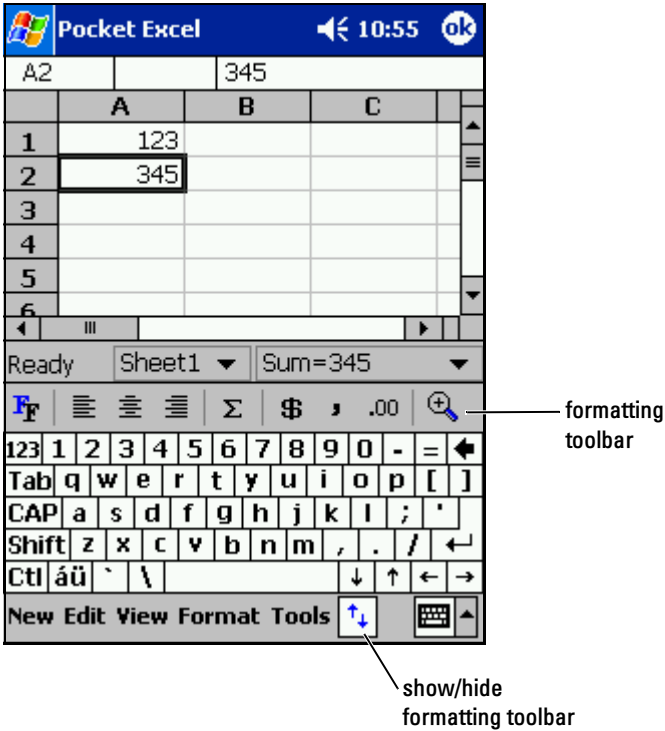 Pocket Excel 10:55 ok
A2 345
A B C
1 123
2 345
3
4
5
6
Ready Sheet1 Sum=345
FF Σ $ , .00
formatting
toolbar
123 1 2 3 4 5 6 7 8 9 0 - = 
Tab q w e r t y u i o p [ ]
CAP a s d f g h j k l ; '
Shift z x c v b n m , . / ↵
Ctl áü ` \ ↓ ↑ ← →
New Edit View Format Tools
show/hide
formatting toolbar